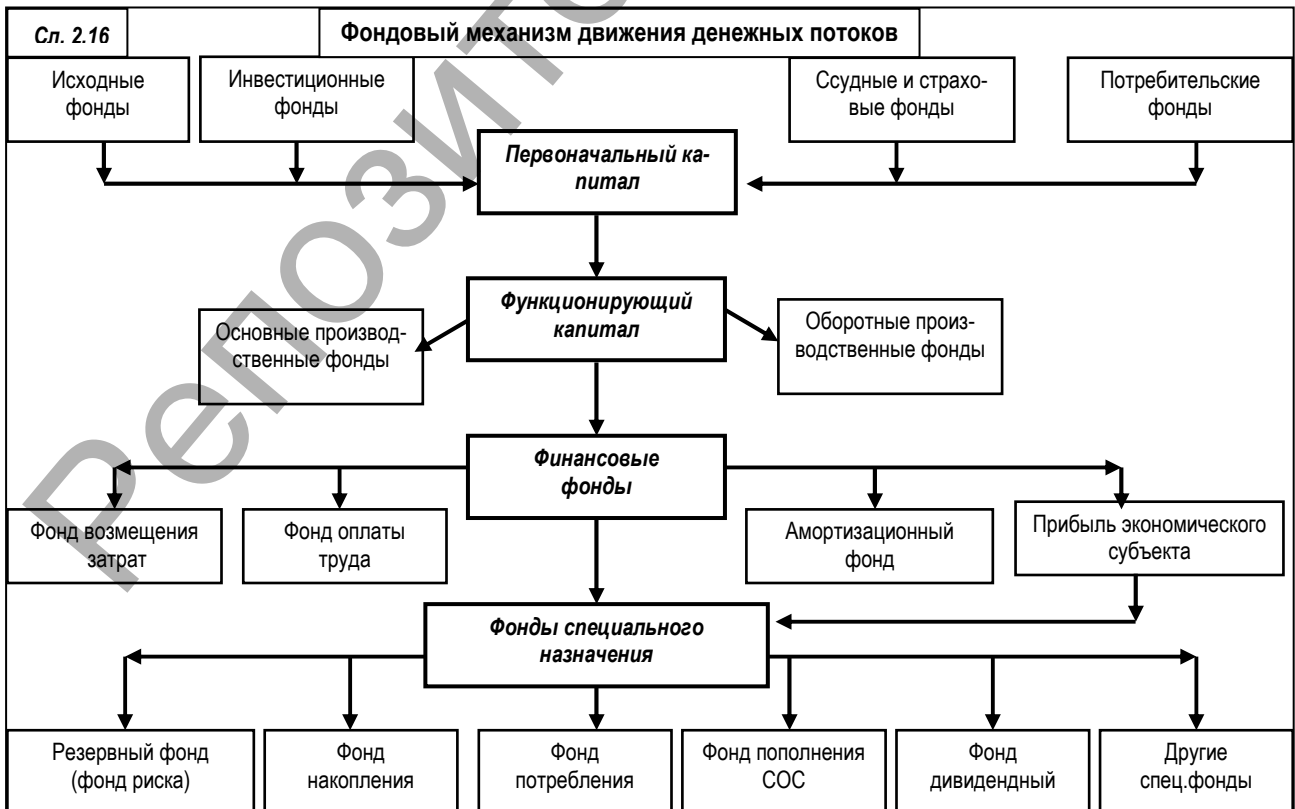 Сл. 2.16
Фондовый механизм движения денежных потоков
Исходные
фонды
Инвестиционные
фонды
Ссудные и страхо-
вые фонды
Потребительские
фонды
Первоначальный ка-
питал
Функционирующий
капитал
Основные производ-
ственные фонды
Оборотные произ-
водственные фонды
Финансовые
фонды
Фонд возмещения
затрат
Фонд оплаты
труда
Амортизационный
фонд
Прибыль экономического
субъекта
Фонды специального
назначения
Резервный фонд
(фонд риска)
Фонд
накопления
Фонд
потребления
Фонд пополнения
СОС
Фонд
дивидендный
Другие
спец.фонды
Репозито